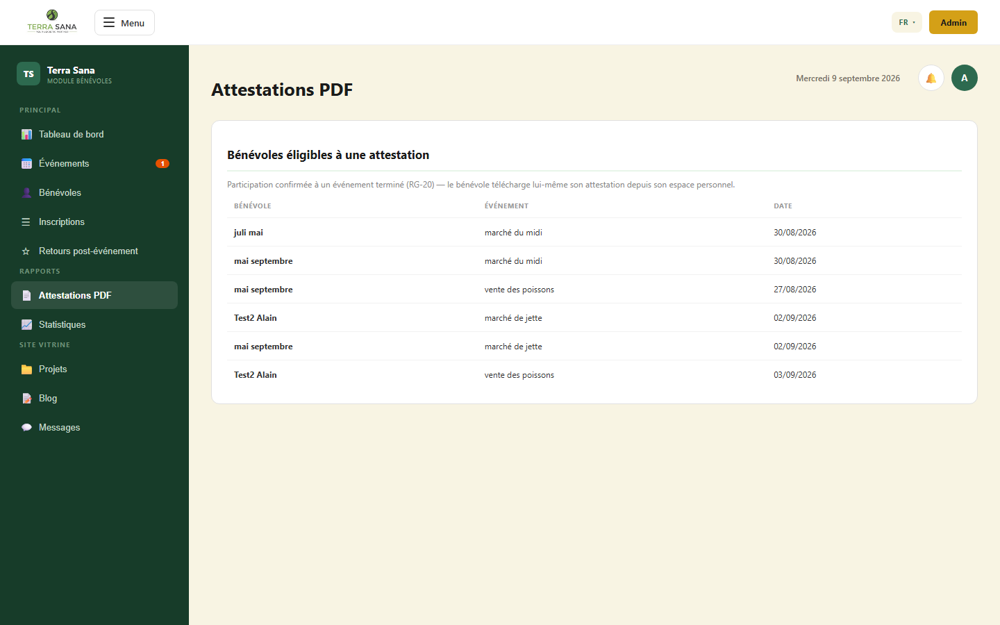 TERRA SANA
Menu
FR
Admin
TS
Terra Sana
MODULE BÉNÉVOLES
PRINCIPAL
Tableau de bord
Événements 1
Bénévoles
Inscriptions
Retours post-événement
RAPPORTS
Attestations PDF
Statistiques
SITE VITRINE
Projets
Blog
Messages
Attestations PDF
Mercredi 9 septembre 2026
A
Bénévoles éligibles à une attestation
Participation confirmée à un événement terminé (RG-20) — le bénévole télécharge lui-même son attestation depuis son espace personnel.
BÉNÉVOLE ÉVÉNEMENT DATE
juli mai marché du midi 30/08/2026
mai septembre marché du midi 30/08/2026
mai septembre vente des poissons 27/08/2026
Test2 Alain marché de jette 02/09/2026
mai septembre marché de jette 02/09/2026
Test2 Alain vente des poissons 03/09/2026